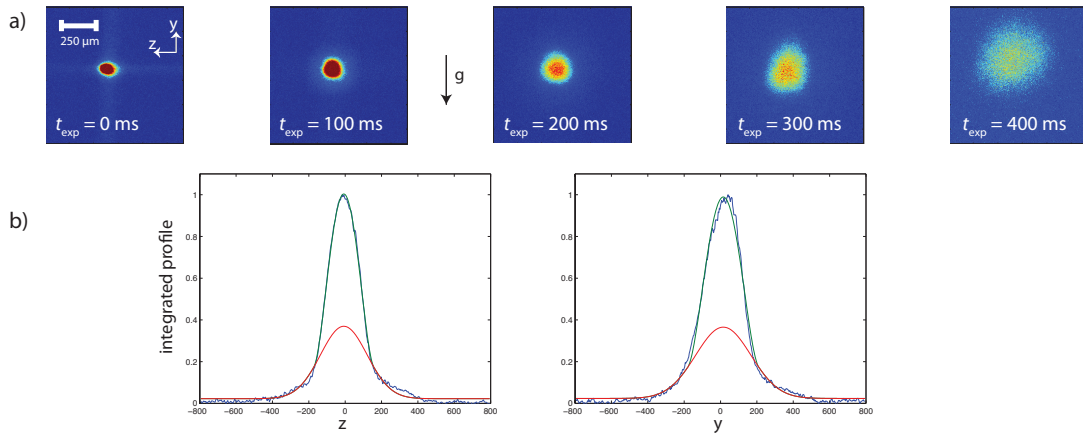 a)
250 µm
y
z
t_exp = 0 ms
t_exp = 100 ms
g
t_exp = 200 ms
t_exp = 300 ms
t_exp = 400 ms
b)
integrated profile
1
0.8
0.6
0.4
0.2
0
−800 −600 −400 −200 0 200 400 600 800
z
1
0.8
0.6
0.4
0.2
0
−800 −600 −400 −200 0 200 400 600 800
y